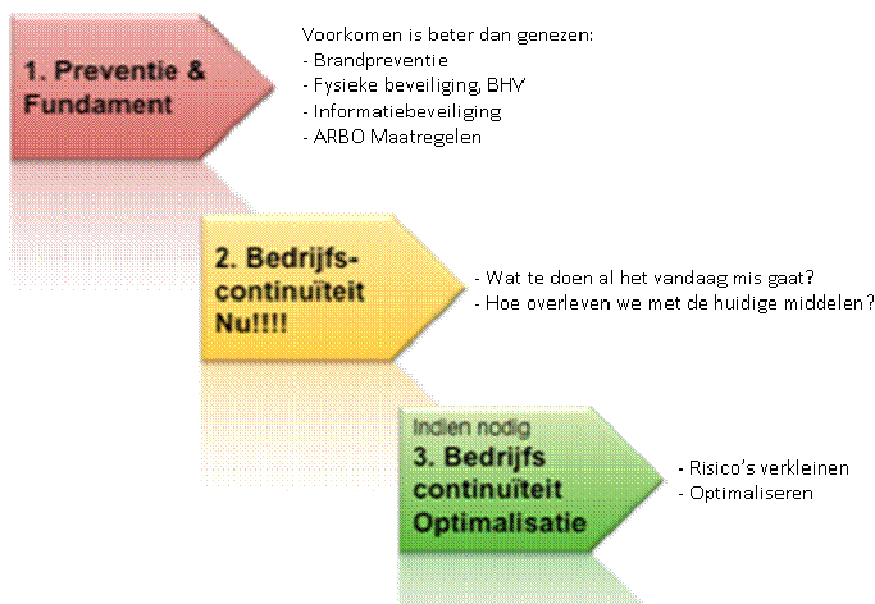 1. Preventie &
Fundament
Voorkomen is beter dan genezen:
- Brandpreventie
- Fysieke beveiliging, BHV
- Informatiebeveiliging
- ARBO Maatregelen
2. Bedrijfs-
continuïteit
Nu!!!!
- Wat te doen al het vandaag mis gaat?
- Hoe overleven we met de huidige middelen?
Indien nodig
3. Bedrijfs
continuïteit
Optimalisatie
- Risico's verkleinen
- Optimaliseren